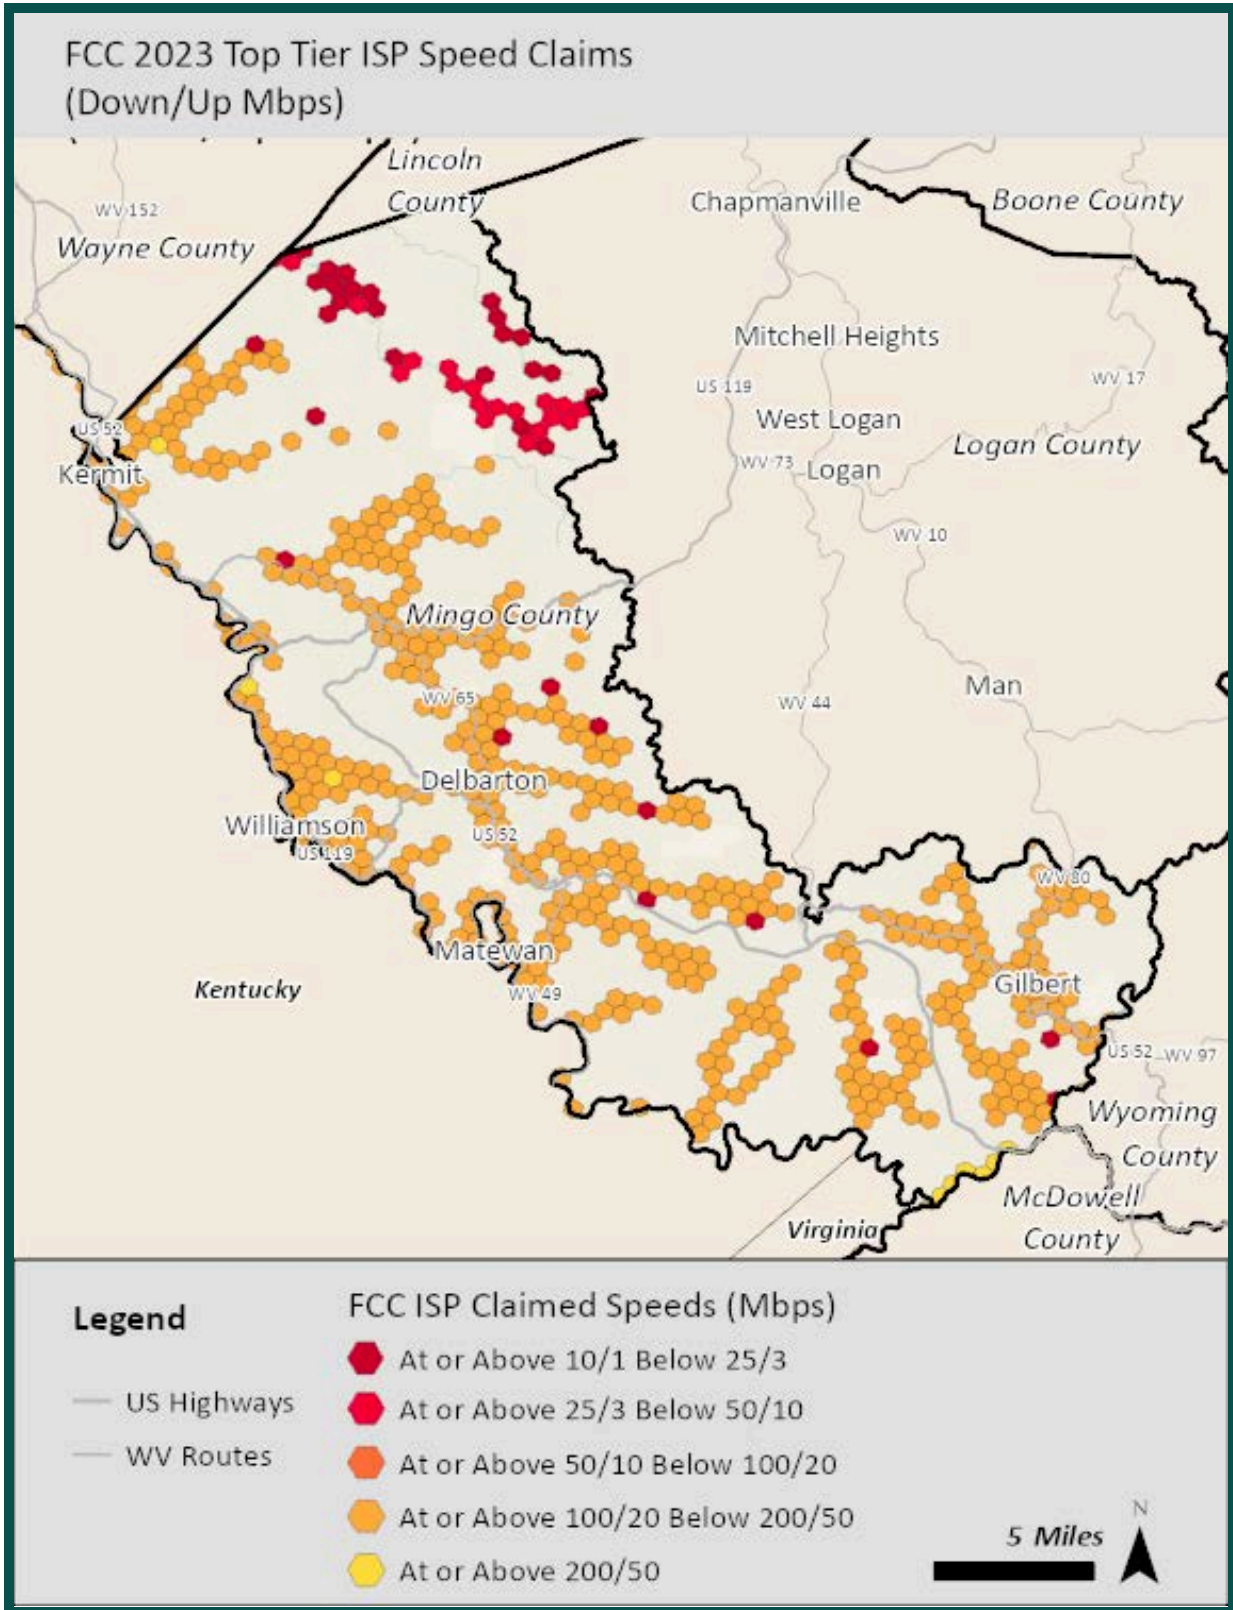 FCC 2023 Top Tier ISP Speed Claims
(Down/Up Mbps)
Lincoln
County
Chapmanville
Boone County
WV 152
Wayne County
Mitchell Heights
US 119
WV 17
West Logan
US 52
Logan County
Kermit
WV 73
Logan
WV 10
Mingo County
Man
WV 65
WV 44
Delbarton
Williamson
US 52
US 119
WV 80
Matewan
Kentucky
WV 49
Gilbert
US 52
WV 97
Wyoming
County
McDowell
County
Virginia
Legend
US Highways
WV Routes
FCC ISP Claimed Speeds (Mbps)
At or Above 10/1 Below 25/3
At or Above 25/3 Below 50/10
At or Above 50/10 Below 100/20
At or Above 100/20 Below 200/50
At or Above 200/50
5 Miles
N